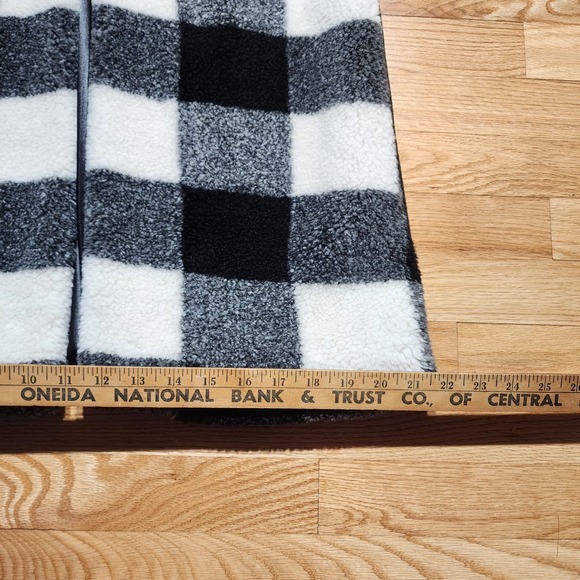 10 11 12 13 14 15 16 17 18 19 20 21 22 23 24 25
ONEIDA NATIONAL BANK & TRUST CO., OF CENTRAL